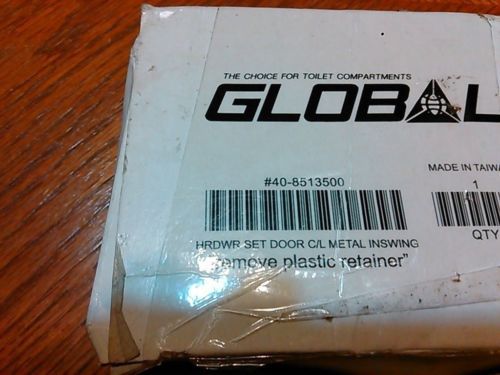 THE CHOICE FOR TOILET COMPARTMENTS
GLOBAL
MADE IN TAIWA
#40-8513500
1
QTY
HRDWR SET DOOR C/L METAL INSWING
"remove plastic retainer"